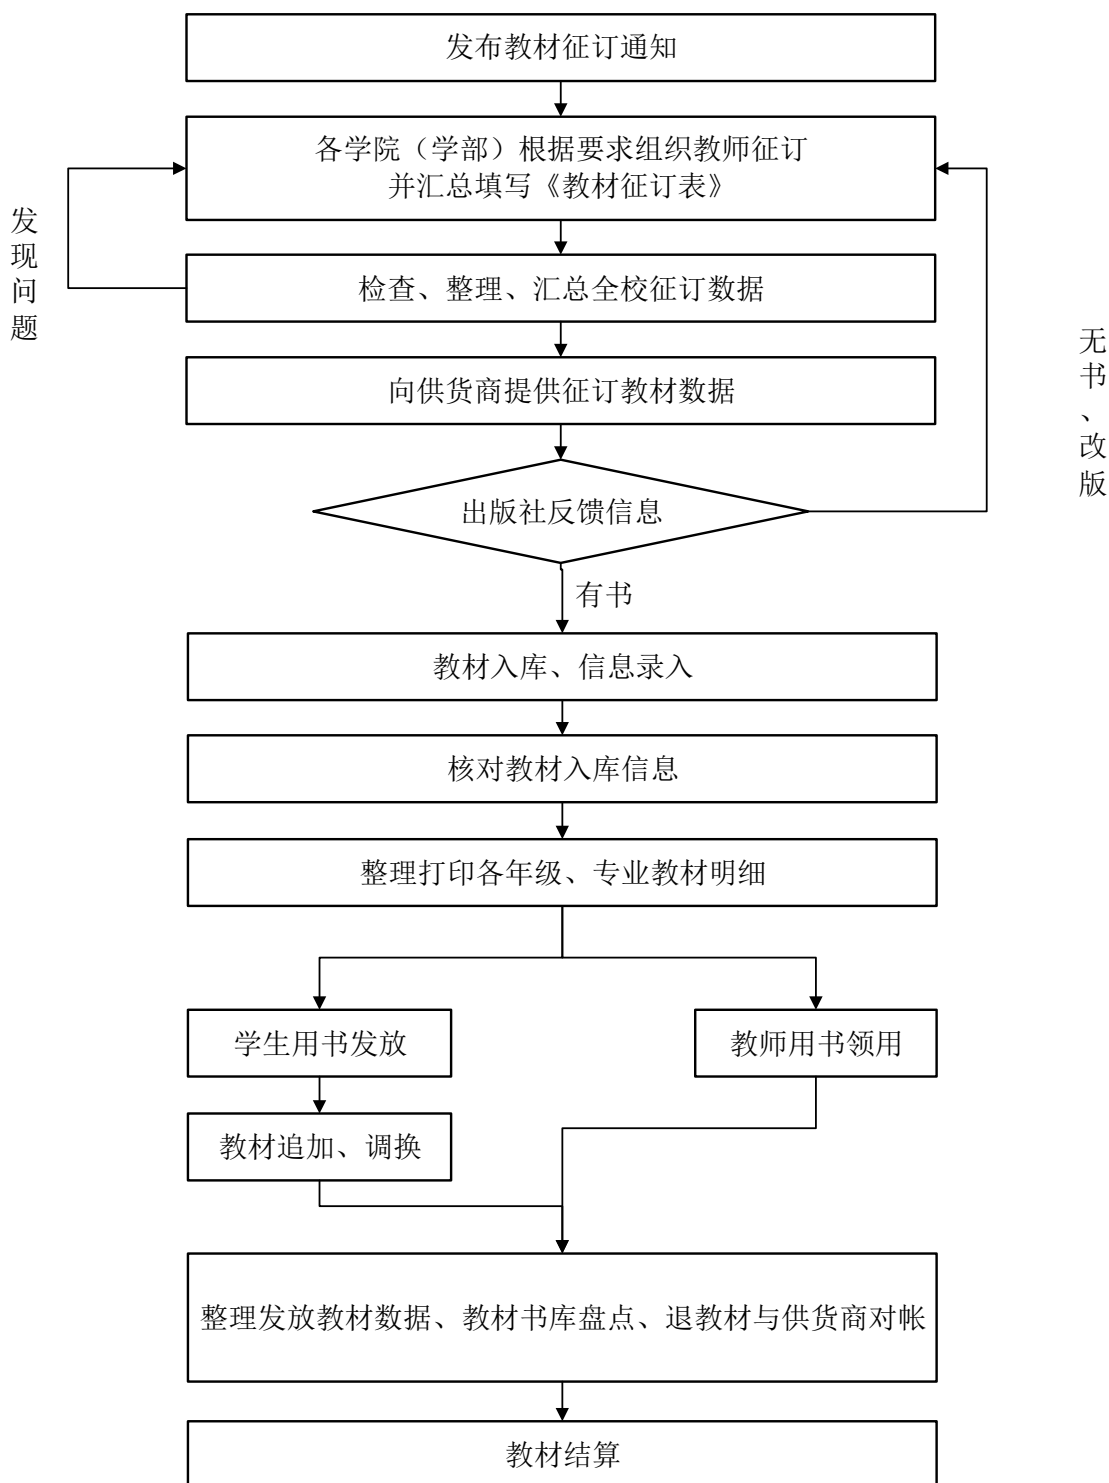 发布教材征订通知
各学院（学部）根据要求组织教师征订
并汇总填写《教材征订表》
发现问题
检查、整理、汇总全校征订数据
向供货商提供征订教材数据
无书、改版
出版社反馈信息
有书
教材入库、信息录入
核对教材入库信息
整理打印各年级、专业教材明细
学生用书发放
教师用书领用
教材追加、调换
整理发放教材数据、教材书库盘点、退教材与供货商对帐
教材结算